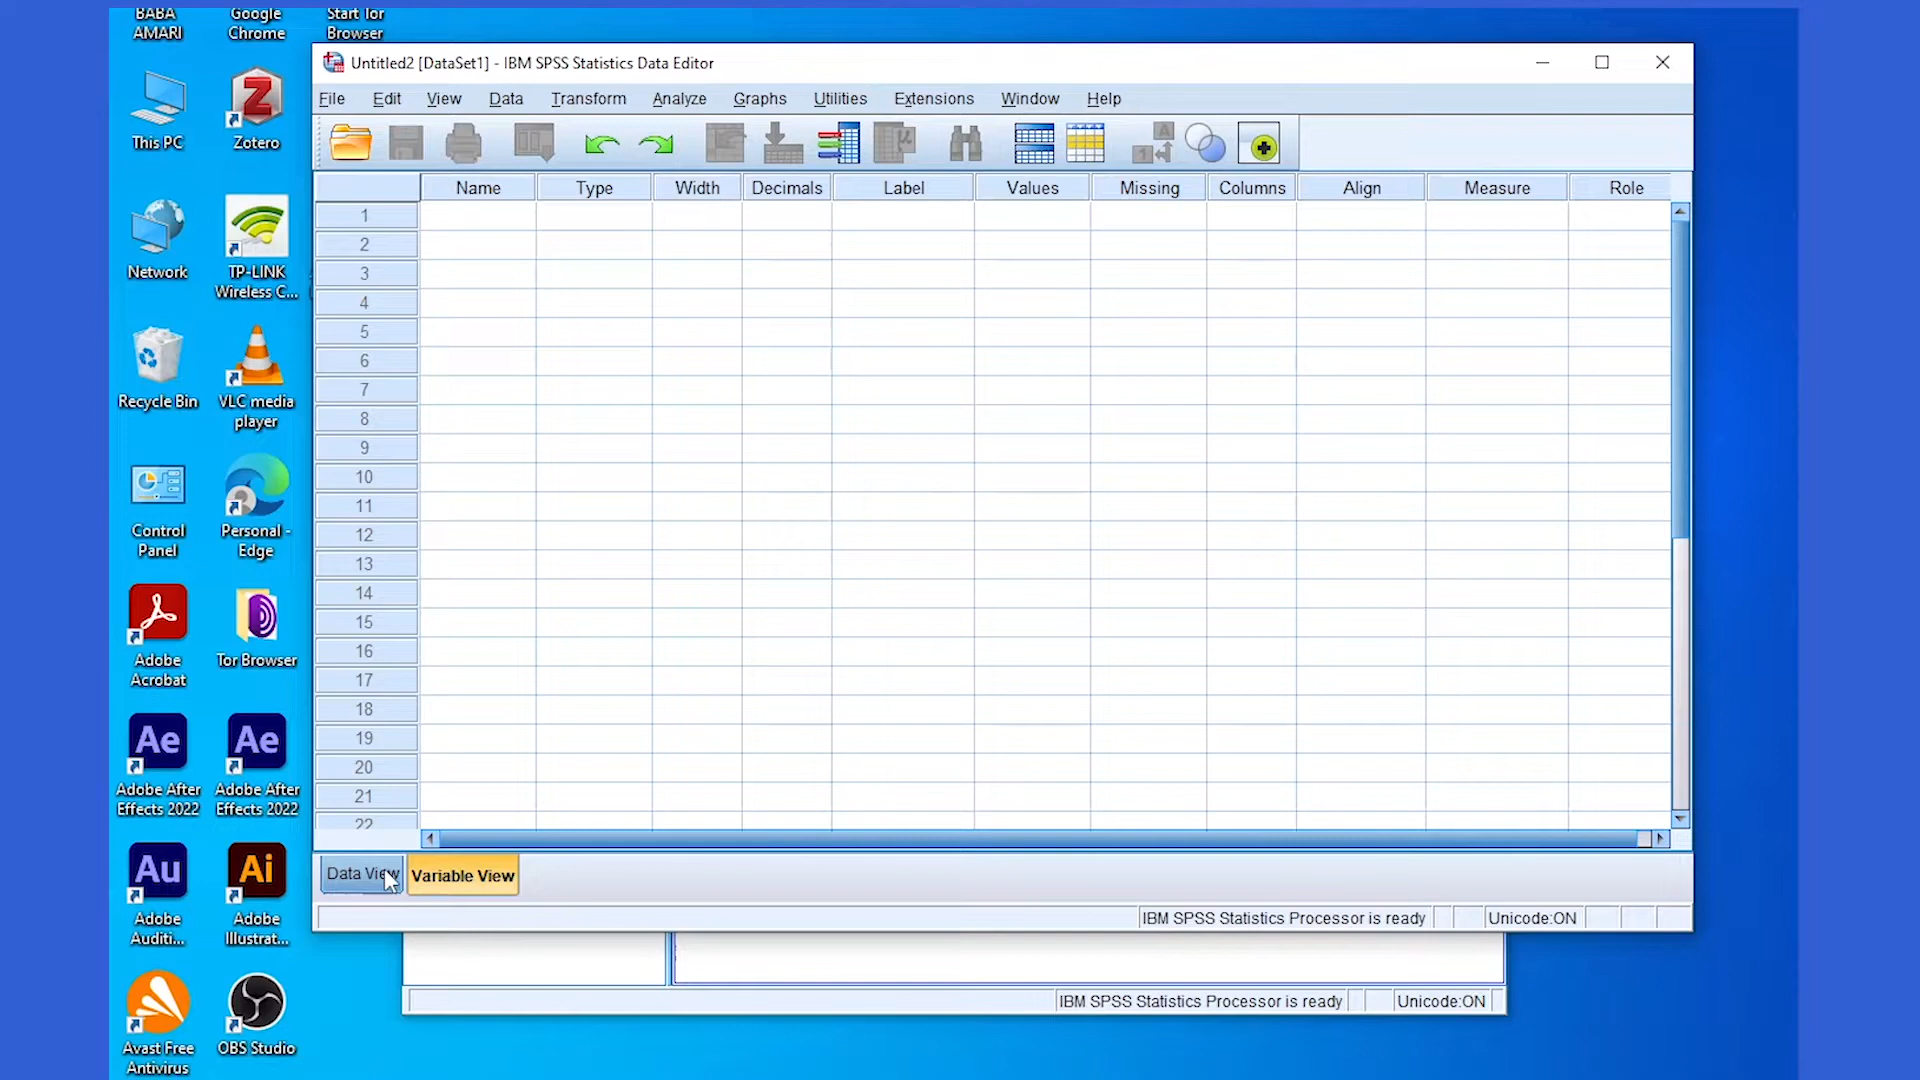 BABA
AMARI
Google
Chrome
Start Tor
Browser
This PC
Zotero
Network
TP-LINK
Wireless C...
Recycle Bin
VLC media
player
Control
Panel
Personal -
Edge
Adobe
Acrobat
Tor Browser
Adobe After
Effects 2022
Adobe After
Effects 2022
Adobe
Auditi...
Adobe
Illustrat...
Avast Free
Antivirus
OBS Studio
Ae
Ae
Au
Ai
Untitled2 [DataSet1] - IBM SPSS Statistics Data Editor
File Edit View Data Transform Analyze Graphs Utilities Extensions Window Help
Name Type Width Decimals Label Values Missing Columns Align Measure Role
1
2
3
4
5
6
7
8
9
10
11
12
13
14
15
16
17
18
19
20
21
22
Data View Variable View
IBM SPSS Statistics Processor is ready Unicode:ON
IBM SPSS Statistics Processor is ready Unicode:ON